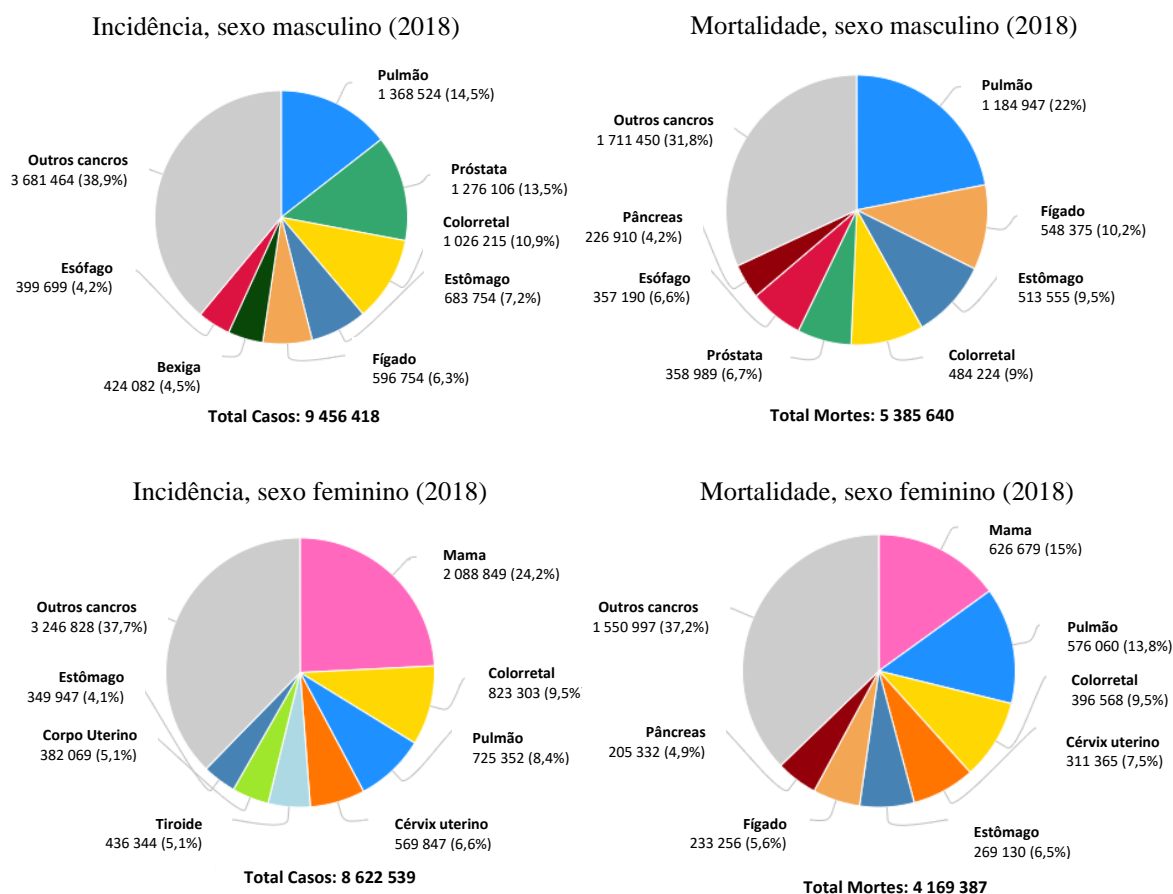 Incidência, sexo masculino (2018)
Pulmão
1 368 524 (14,5%)
Próstata
1 276 106 (13,5%)
Colorretal
1 026 215 (10,9%)
Estômago
683 754 (7,2%)
Fígado
596 754 (6,3%)
Bexiga
424 082 (4,5%)
Esófago
399 699 (4,2%)
Outros cancros
3 681 464 (38,9%)
Total Casos: 9 456 418
Mortalidade, sexo masculino (2018)
Pulmão
1 184 947 (22%)
Fígado
548 375 (10,2%)
Estômago
513 555 (9,5%)
Colorretal
484 224 (9%)
Próstata
358 989 (6,7%)
Esófago
357 190 (6,6%)
Pâncreas
226 910 (4,2%)
Outros cancros
1 711 450 (31,8%)
Total Mortes: 5 385 640
Incidência, sexo feminino (2018)
Mama
2 088 849 (24,2%)
Colorretal
823 303 (9,5%)
Pulmão
725 352 (8,4%)
Cérvix uterino
569 847 (6,6%)
Tiroide
436 344 (5,1%)
Corpo Uterino
382 069 (5,1%)
Estômago
349 947 (4,1%)
Outros cancros
3 246 828 (37,7%)
Total Casos: 8 622 539
Mortalidade, sexo feminino (2018)
Mama
626 679 (15%)
Pulmão
576 060 (13,8%)
Colorretal
396 568 (9,5%)
Cérvix uterino
311 365 (7,5%)
Estômago
269 130 (6,5%)
Fígado
233 256 (5,6%)
Pâncreas
205 332 (4,9%)
Outros cancros
1 550 997 (37,2%)
Total Mortes: 4 169 387